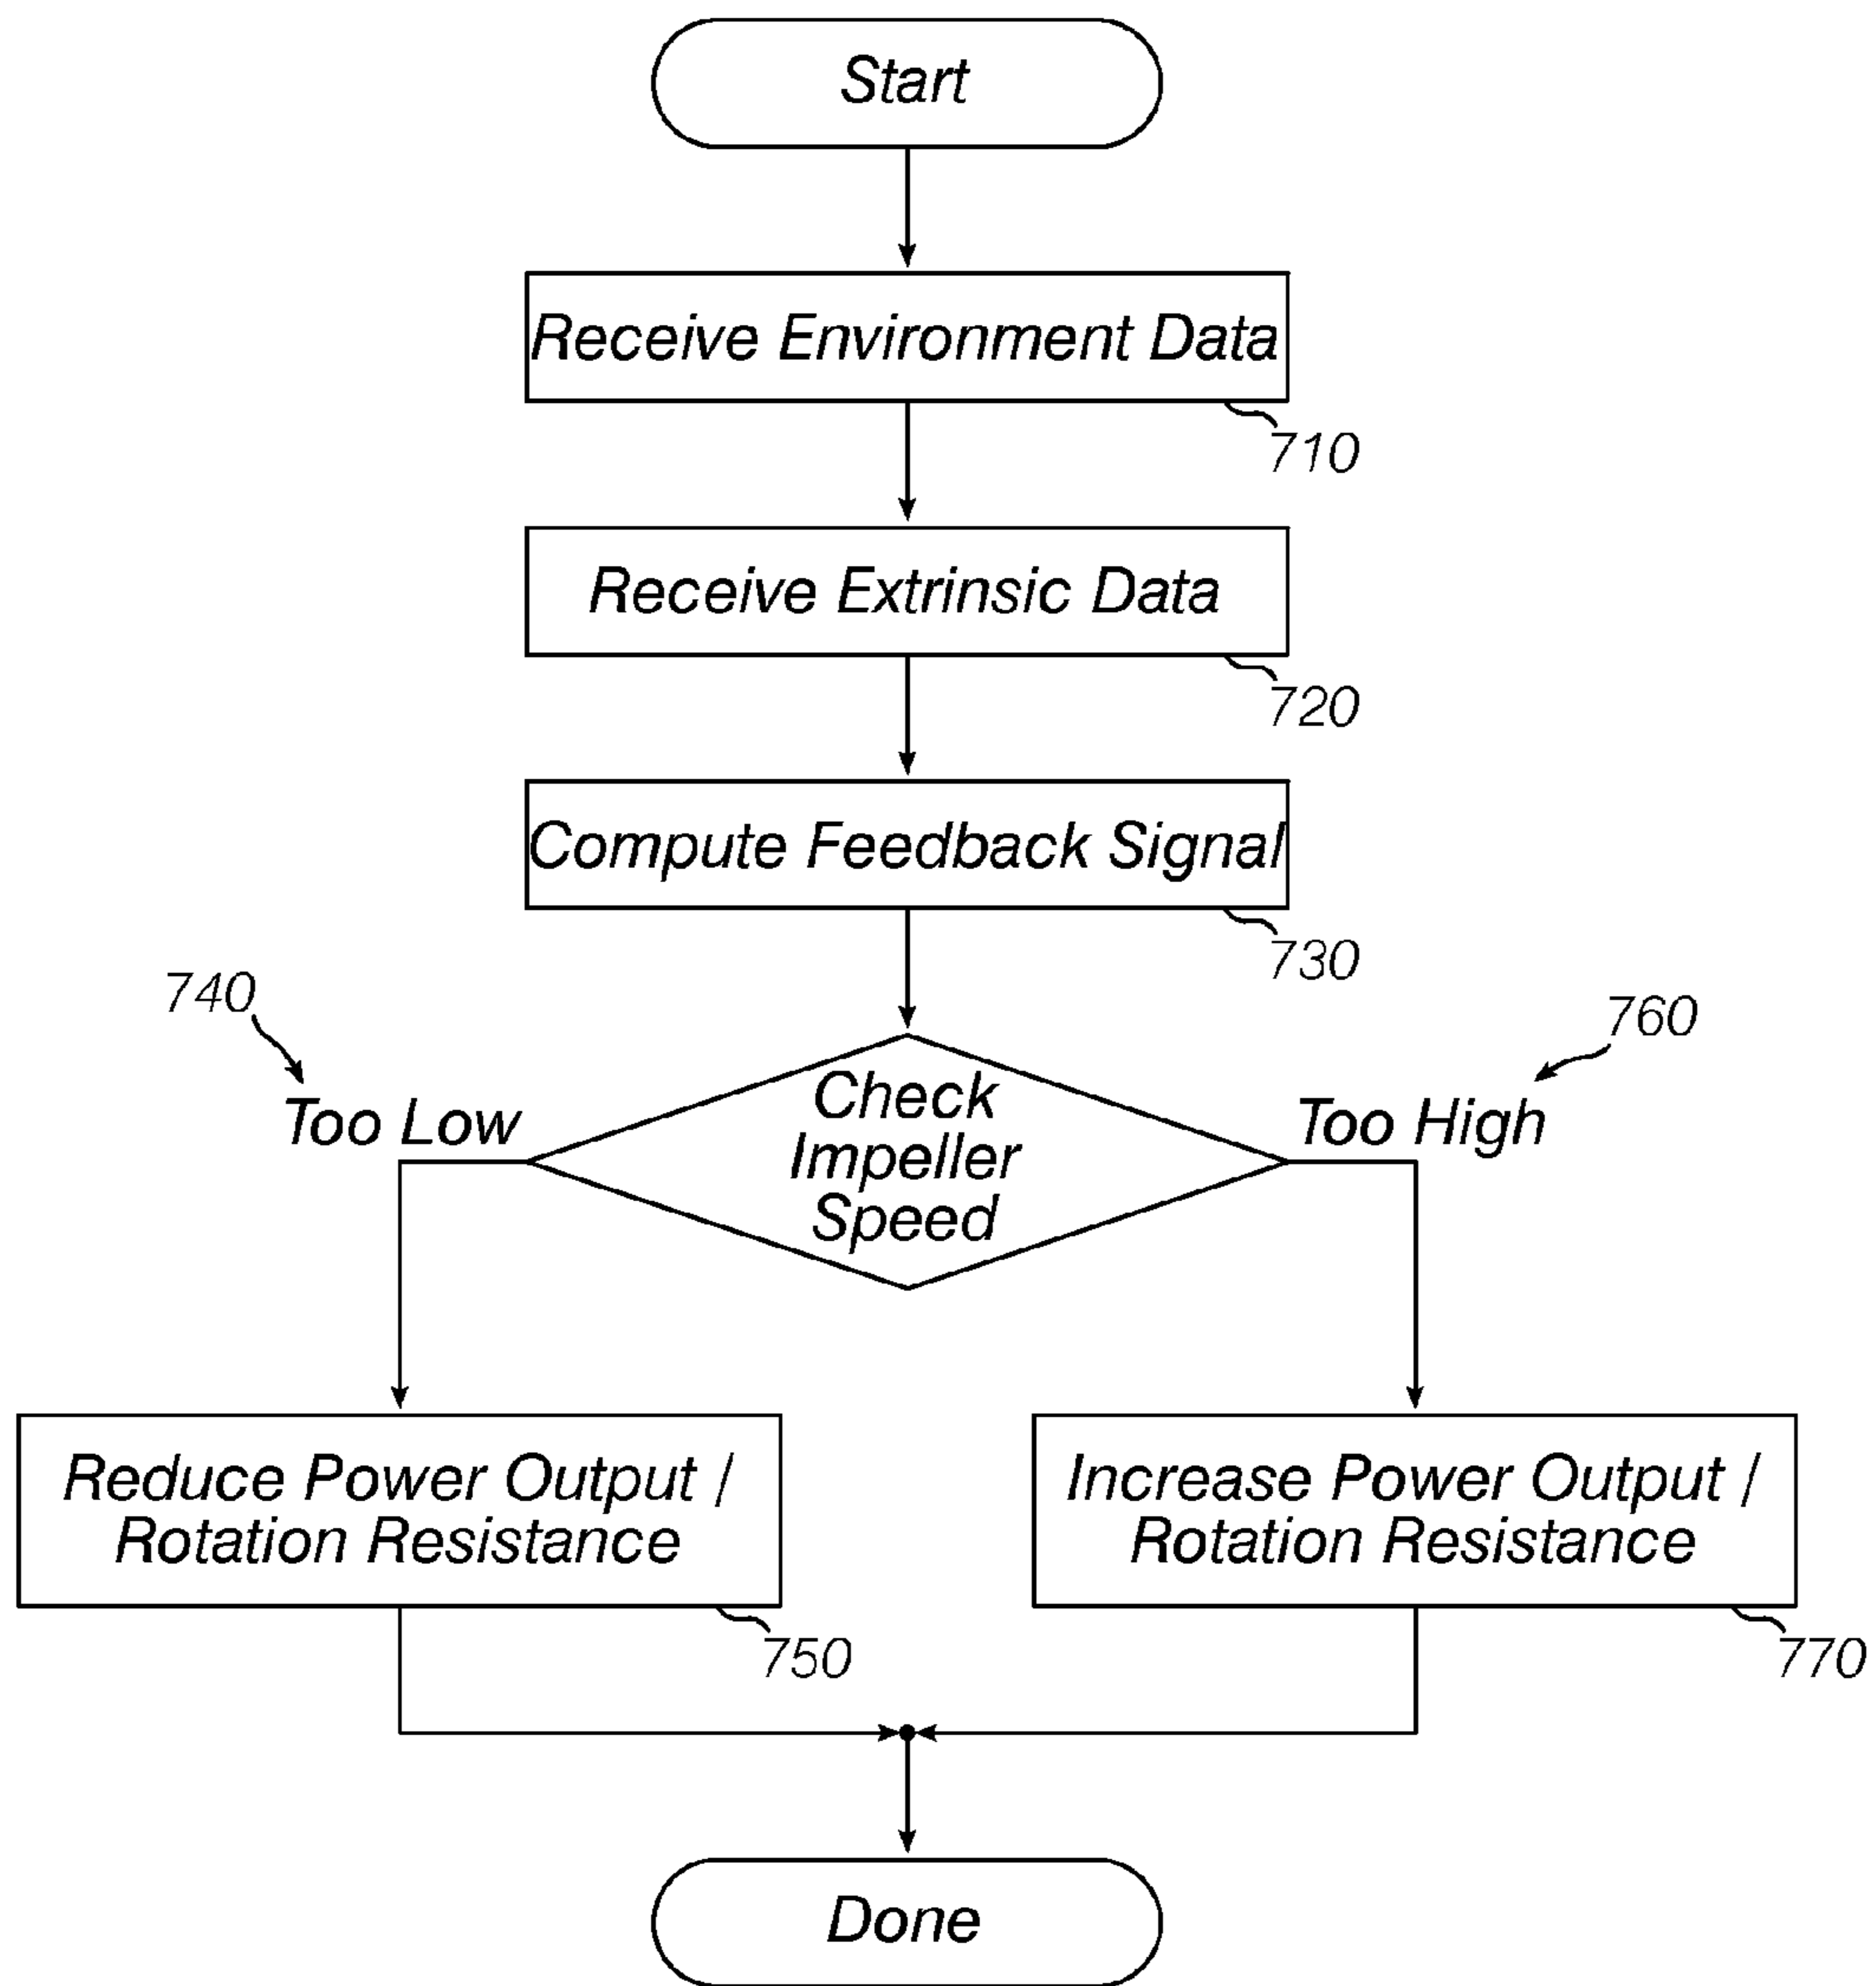 Start
Receive Environment Data
710
Receive Extrinsic Data
720
Compute Feedback Signal
730
740
760
Too Low
Check
Impeller
Speed
Too High
Reduce Power Output /
Rotation Resistance
750
Increase Power Output /
Rotation Resistance
770
Done